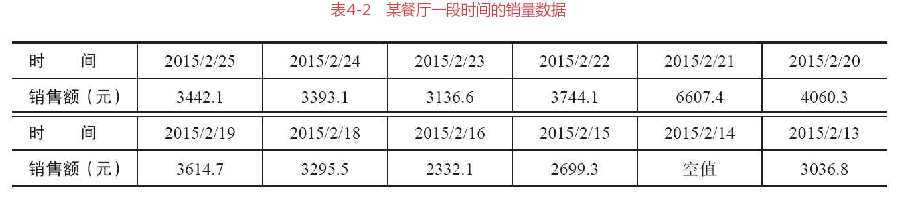 表4-2 某餐厅一段时间的销量数据
时 间 2015/2/25 2015/2/24 2015/2/23 2015/2/22 2015/2/21 2015/2/20
销售额（元） 3442.1 3393.1 3136.6 3744.1 6607.4 4060.3
时 间 2015/2/19 2015/2/18 2015/2/16 2015/2/15 2015/2/14 2015/2/13
销售额（元） 3614.7 3295.5 2332.1 2699.3 空值 3036.8